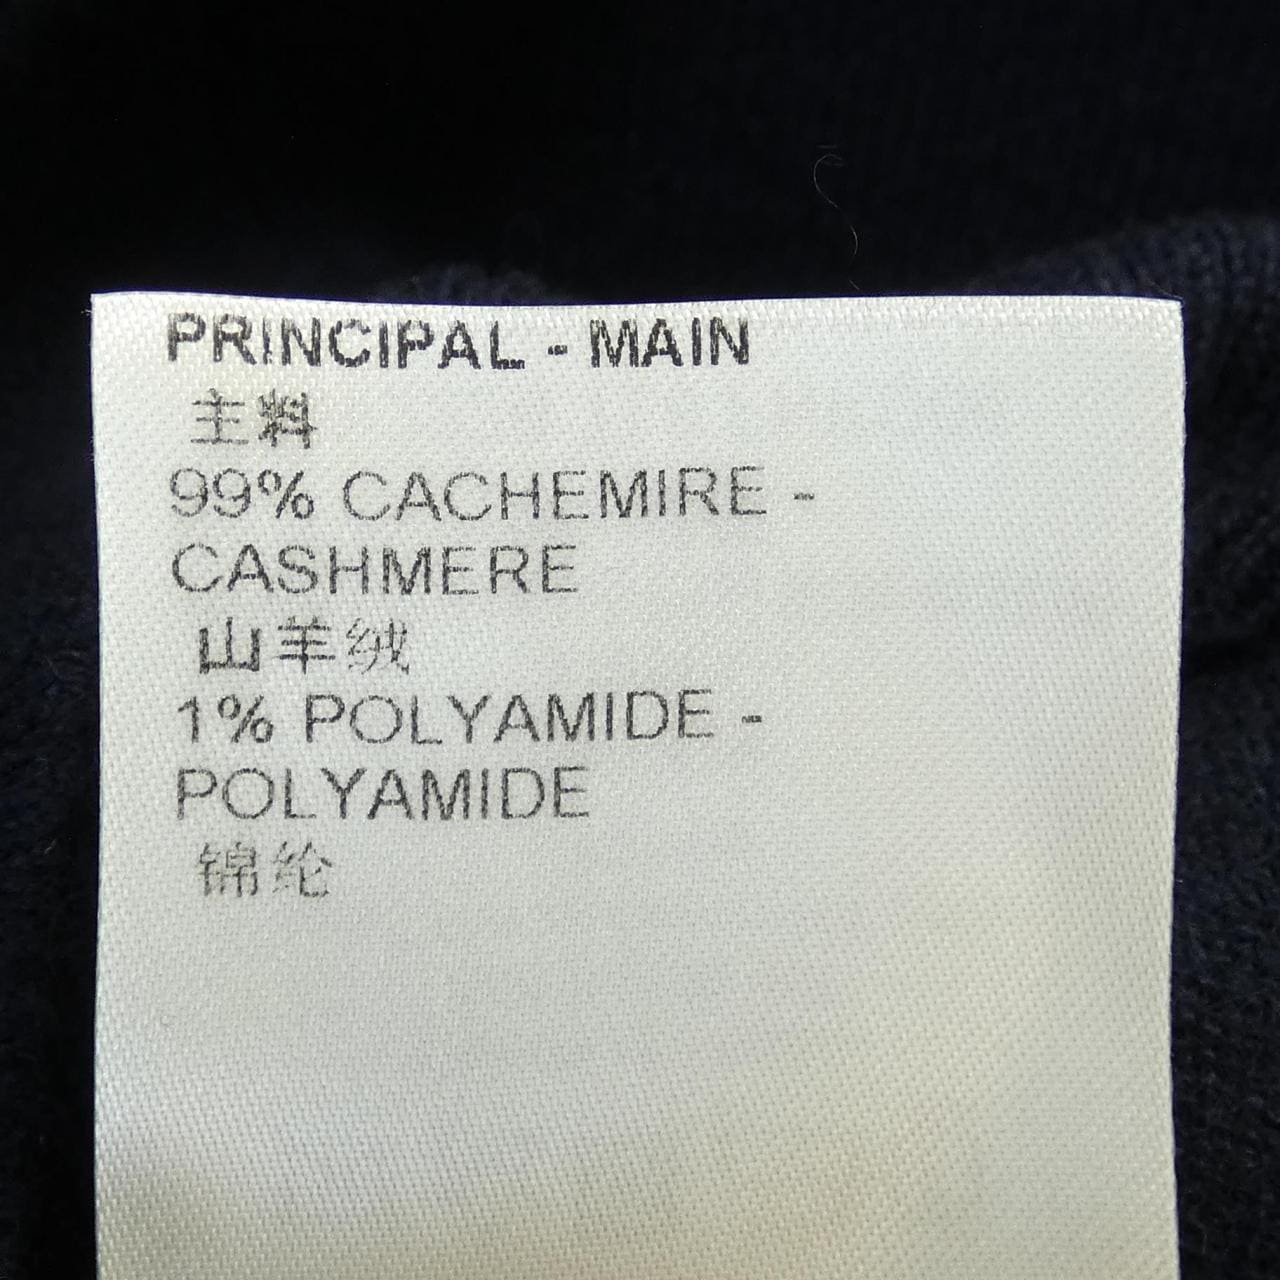 PRINCIPAL - MAIN
主料
99% CACHEMIRE -
CASHMERE
山羊绒
1% POLYAMIDE -
POLYAMIDE
锦纶